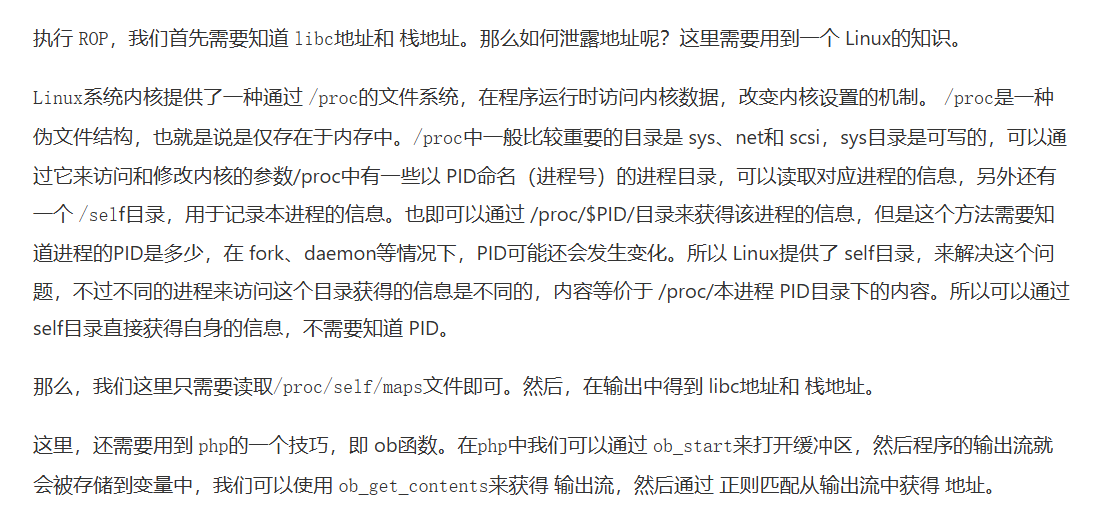 执行 ROP，我们首先需要知道 libc地址和 栈地址。那么如何泄露地址呢？这里需要用到一个 Linux的知识。
Linux系统内核提供了一种通过 /proc的文件系统，在程序运行时访问内核数据，改变内核设置的机制。 /proc是一种
伪文件结构，也就是说是仅存在于内存中。/proc中一般比较重要的目录是 sys、net和 scsi，sys目录是可写的，可以通
过它来访问和修改内核的参数/proc中有一些以 PID命名（进程号）的进程目录，可以读取对应进程的信息，另外还有
一个 /self目录，用于记录本进程的信息。也即可以通过 /proc/$PID/目录来获得该进程的信息，但是这个方法需要知
道进程的PID是多少，在 fork、daemon等情况下，PID可能还会发生变化。所以 Linux提供了 self目录，来解决这个问
题，不过不同的进程来访问这个目录获得的信息是不同的，内容等价于 /proc/本进程 PID目录下的内容。所以可以通过
self目录直接获得自身的信息，不需要知道 PID。
那么，我们这里只需要读取/proc/self/maps文件即可。然后，在输出中得到 libc地址和 栈地址。
这里，还需要用到 php的一个技巧，即 ob函数。在php中我们可以通过 ob_start来打开缓冲区，然后程序的输出流就
会被存储到变量中，我们可以使用 ob_get_contents来获得 输出流，然后通过 正则匹配从输出流中获得 地址。